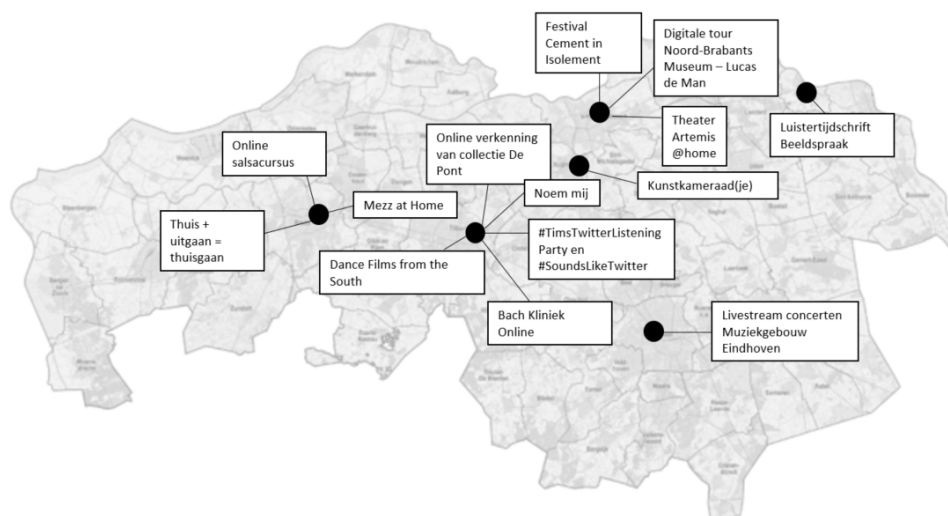 Festival
Cement in
Isolement
Digitale tour
Noord-Brabants
Museum – Lucas
de Man
Theater
Artemis
@home
Luistertijdschrift
Beeldspraak
Online
salsacursus
Online verkenning
van collectie De
Pont
Kunstkameraad(je)
Noem mij
Mezz at Home
Thuis +
uitgaan =
thuisgaan
#TimsTwitterListening
Party en
#SoundsLikeTwitter
Dance Films from the
South
Bach Kliniek
Online
Livestream concerten
Muziekgebouw
Eindhoven